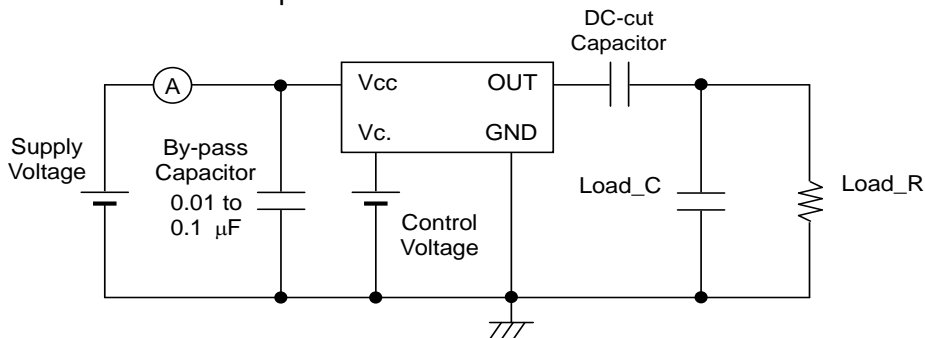 DC-cut
Capacitor
A
Vcc
OUT
Vc.
GND
Supply
Voltage
By-pass
Capacitor
0.01 to
0.1 μF
Control
Voltage
Load_C
Load_R